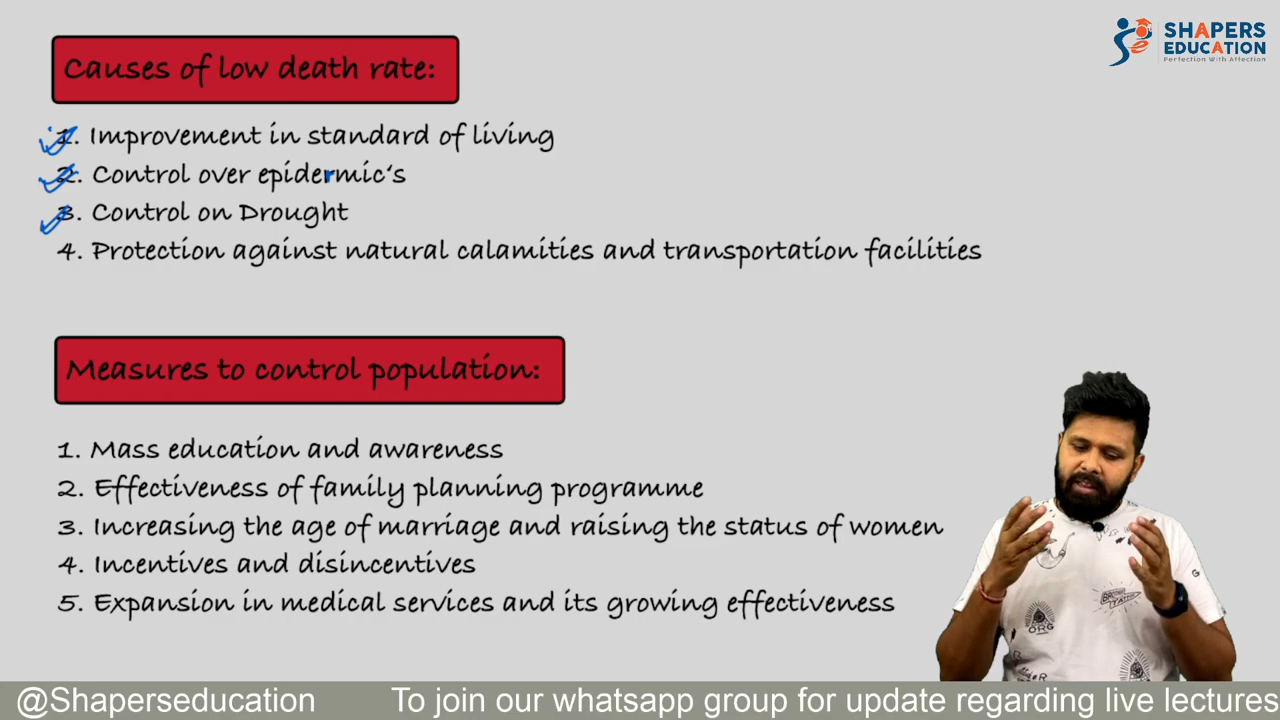 SHAPERS
EDUCATION
Perfection With Affection
Causes of low death rate:
1. Improvement in standard of living
2. Control over epidermic's
3. Control on Drought
4. Protection against natural calamities and transportation facilities
Measures to control population:
1. Mass education and awareness
2. Effectiveness of family planning programme
3. Increasing the age of marriage and raising the status of women
4. Incentives and disincentives
5. Expansion in medical services and its growing effectiveness
@Shaperseducation To join our whatsapp group for update regarding live lectures